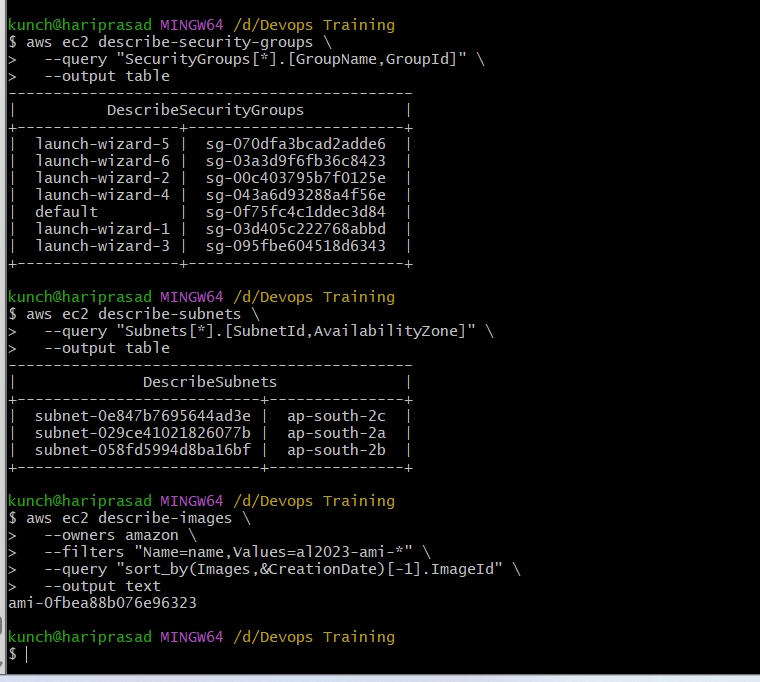 kunch@hariprasad MINGW64 /d/Devops Training
$ aws ec2 describe-security-groups \
>   --query "SecurityGroups[*].[GroupName,GroupId]" \
>   --output table
---------------------------------------------
|          DescribeSecurityGroups           |
+------------------+------------------------+
|  launch-wizard-5 |  sg-070dfa3bcad2adde6  |
|  launch-wizard-6 |  sg-03a3d9f6fb36c8423  |
|  launch-wizard-2 |  sg-00c403795b7f0125e  |
|  launch-wizard-4 |  sg-043a6d93288a4f56e  |
|  default         |  sg-0f75fc4c1ddec3d84  |
|  launch-wizard-1 |  sg-03d405c222768abbd  |
|  launch-wizard-3 |  sg-095fbe604518d6343  |
+------------------+------------------------+
kunch@hariprasad MINGW64 /d/Devops Training
$ aws ec2 describe-subnets \
>   --query "Subnets[*].[SubnetId,AvailabilityZone]" \
>   --output table
---------------------------------------------
|              DescribeSubnets              |
+---------------------------+---------------+
|  subnet-0e847b7695644ad3e |  ap-south-2c  |
|  subnet-029ce41021826077b |  ap-south-2a  |
|  subnet-058fd5994d8ba16bf |  ap-south-2b  |
+---------------------------+---------------+
kunch@hariprasad MINGW64 /d/Devops Training
$ aws ec2 describe-images \
>   --owners amazon \
>   --filters "Name=name,Values=al2023-ami-*" \
>   --query "sort_by(Images,&CreationDate)[-1].ImageId" \
>   --output text
ami-0fbea88b076e96323
kunch@hariprasad MINGW64 /d/Devops Training
$